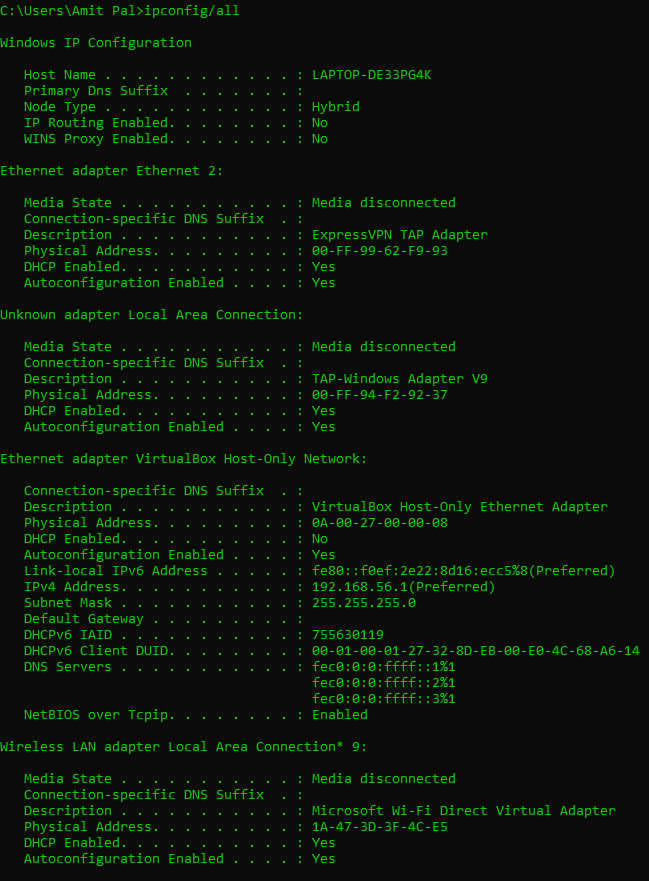 C:\Users\Amit Pal>ipconfig/all
Windows IP Configuration
Host Name . . . . . . . . . . . . : LAPTOP-DE33PG4K
Primary Dns Suffix  . . . . . . . :
Node Type . . . . . . . . . . . . : Hybrid
IP Routing Enabled. . . . . . . . : No
WINS Proxy Enabled. . . . . . . . : No
Ethernet adapter Ethernet 2:
Media State . . . . . . . . . . . : Media disconnected
Connection-specific DNS Suffix  . :
Description . . . . . . . . . . . : ExpressVPN TAP Adapter
Physical Address. . . . . . . . . : 00-FF-99-62-F9-93
DHCP Enabled. . . . . . . . . . . : Yes
Autoconfiguration Enabled . . . . : Yes
Unknown adapter Local Area Connection:
Media State . . . . . . . . . . . : Media disconnected
Connection-specific DNS Suffix  . :
Description . . . . . . . . . . . : TAP-Windows Adapter V9
Physical Address. . . . . . . . . : 00-FF-94-F2-92-37
DHCP Enabled. . . . . . . . . . . : Yes
Autoconfiguration Enabled . . . . : Yes
Ethernet adapter VirtualBox Host-Only Network:
Connection-specific DNS Suffix  . :
Description . . . . . . . . . . . : VirtualBox Host-Only Ethernet Adapter
Physical Address. . . . . . . . . : 0A-00-27-00-00-08
DHCP Enabled. . . . . . . . . . . : No
Autoconfiguration Enabled . . . . : Yes
Link-local IPv6 Address . . . . . : fe80::f0ef:2e22:8d16:ecc5%8(Preferred)
IPv4 Address. . . . . . . . . . . : 192.168.56.1(Preferred)
Subnet Mask . . . . . . . . . . . : 255.255.255.0
Default Gateway . . . . . . . . . :
DHCPv6 IAID . . . . . . . . . . . : 755630119
DHCPv6 Client DUID. . . . . . . . : 00-01-00-01-27-32-8D-EB-00-E0-4C-68-A6-14
DNS Servers . . . . . . . . . . . : fec0:0:0:ffff::1%1
fec0:0:0:ffff::2%1
fec0:0:0:ffff::3%1
NetBIOS over Tcpip. . . . . . . . : Enabled
Wireless LAN adapter Local Area Connection* 9:
Media State . . . . . . . . . . . : Media disconnected
Connection-specific DNS Suffix  . :
Description . . . . . . . . . . . : Microsoft Wi-Fi Direct Virtual Adapter
Physical Address. . . . . . . . . : 1A-47-3D-3F-4C-E5
DHCP Enabled. . . . . . . . . . . : Yes
Autoconfiguration Enabled . . . . : Yes